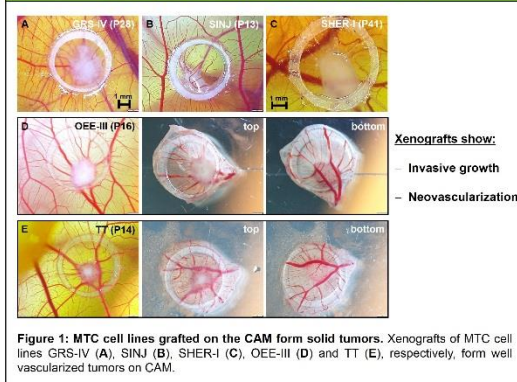 A GRS-IV (P28)
1 mm
B SINJ (P13)
C SHER-I (P41)
1 mm
D OEE-III (P16)
top
bottom
Xenografts show:
– Invasive growth
– Neovascularization
E TT (P14)
top
bottom
Figure 1: MTC cell lines grafted on the CAM form solid tumors. Xenografts of MTC cell
lines GRS-IV (A), SINJ (B), SHER-I (C), OEE-III (D) and TT (E), respectively, form well
vascularized tumors on CAM.